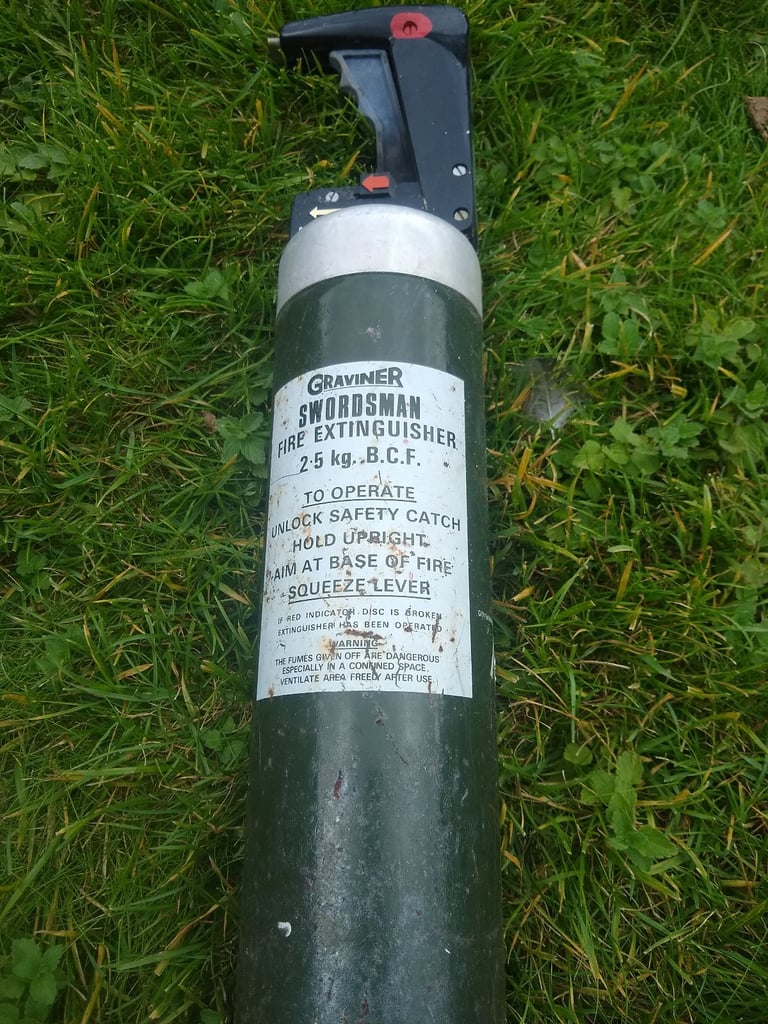 GRAVINER
SWORDSMAN
FIRE EXTINGUISHER
2·5 kg. B.C.F.
TO OPERATE
UNLOCK SAFETY CATCH
HOLD UPRIGHT
AIM AT BASE OF FIRE
SQUEEZE LEVER
IF RED INDICATOR DISC IS BROKEN
EXTINGUISHER HAS BEEN OPERATED
WARNING
THE FUMES GIVEN OFF ARE DANGEROUS
ESPECIALLY IN A CONFINED SPACE.
VENTILATE AREA FREELY AFTER USE.